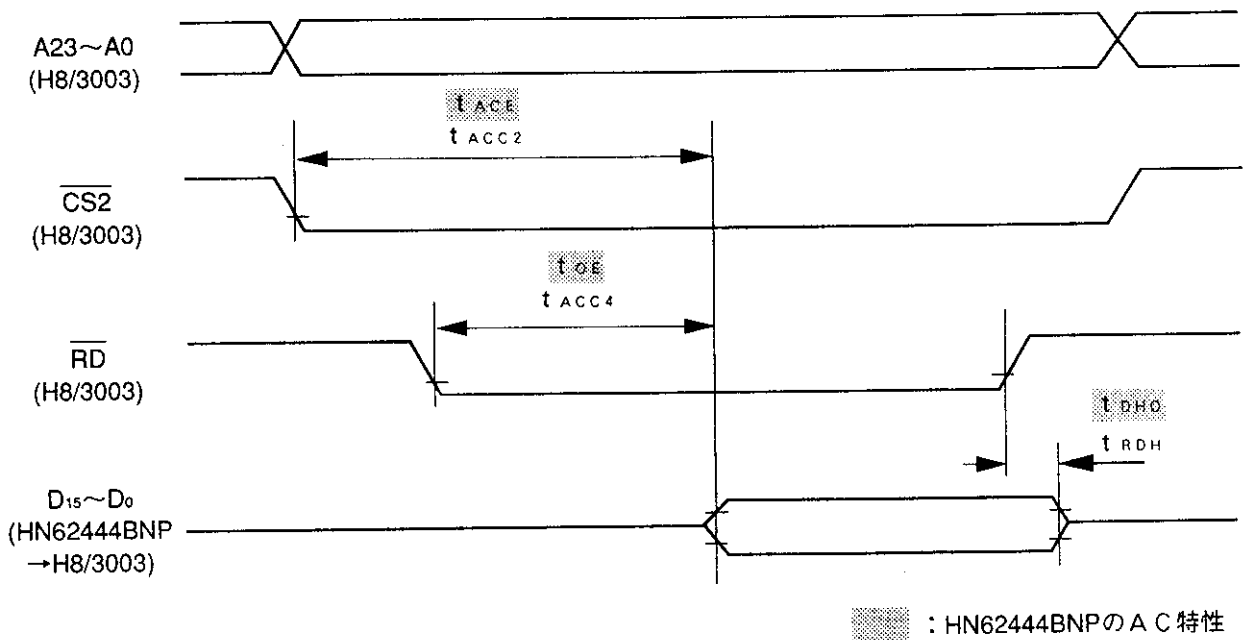 A23～A0
(H8/3003)
tACE
tACC2
CS2
(H8/3003)
tOE
tACC4
RD
(H8/3003)
tDHO
tRDH
D15～D0
(HN62444BNP
→H8/3003)
：HN62444BNPのＡＣ特性